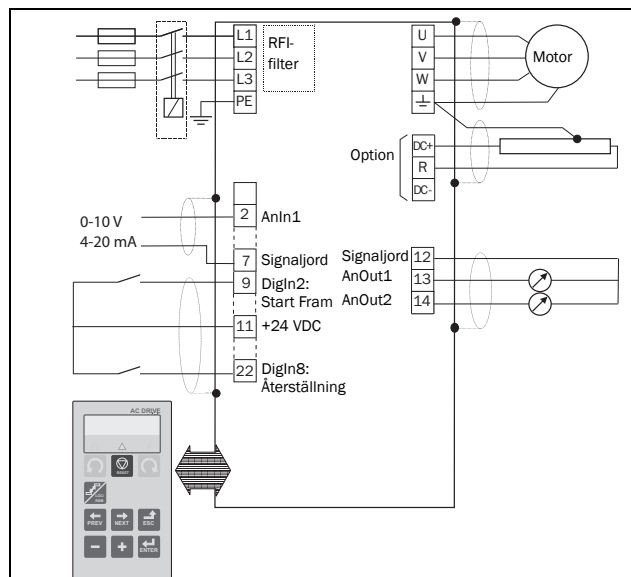 L1
L2
L3
PE
RFI-
filter
U
V
W
Motor
Option
DC+
R
DC-
0-10 V
4-20 mA
2
AnIn1
7
Signaljord
9
DigIn2:
Start Fram
11
+24 VDC
22
DigIn8:
Återställning
Signaljord
12
AnOut1
13
AnOut2
14
AC DRIVE
RESET
LOC/
REM
PREV
NEXT
ESC
ENTER